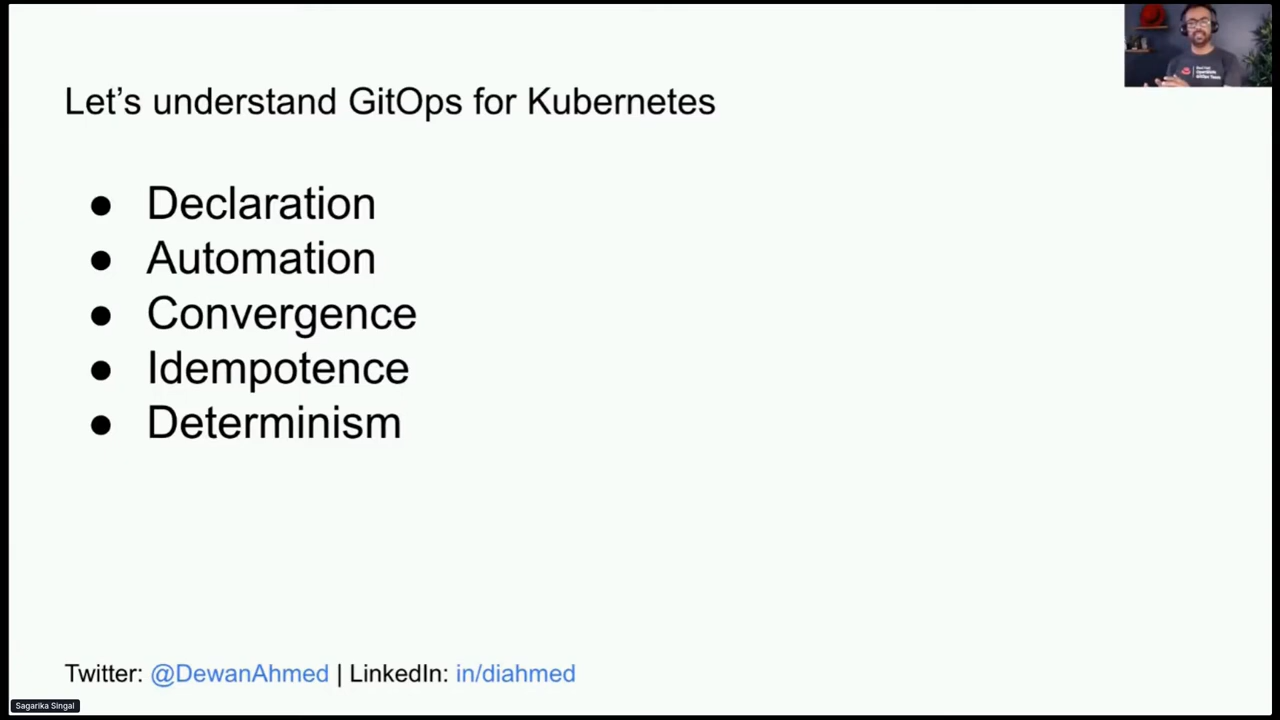 Let's understand GitOps for Kubernetes
● Declaration
● Automation
● Convergence
● Idempotence
● Determinism
Twitter: @DewanAhmed | LinkedIn: in/diahmed
Sagarika Singal